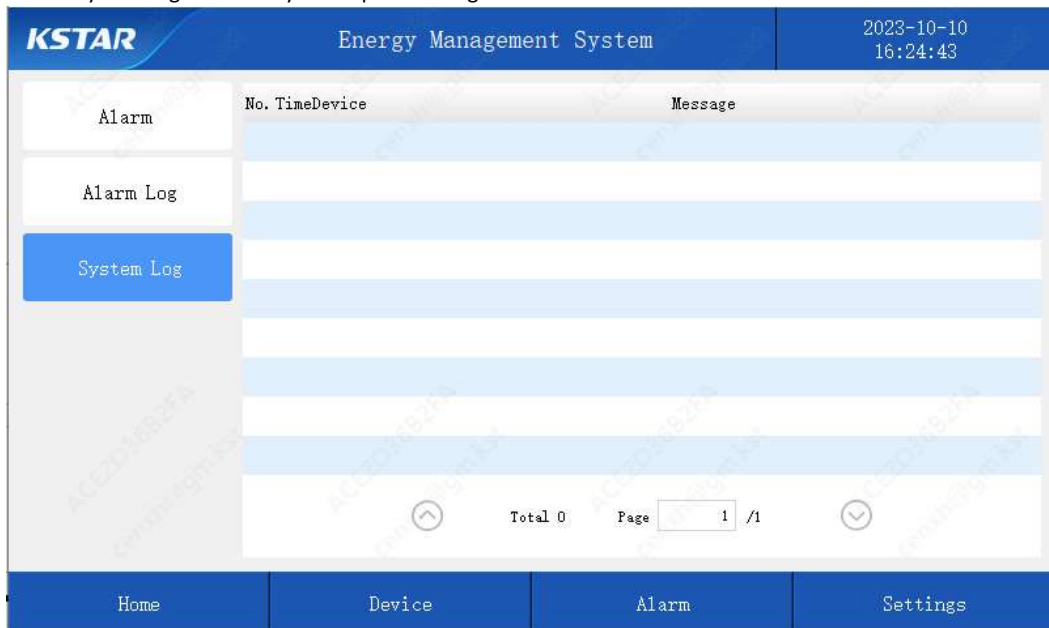 KSTAR
Energy Management System
2023-10-10
16:24:43
Alarm
Alarm Log
System Log
No. TimeDevice Message
Total 0 Page 1 /1
Home Device Alarm Settings